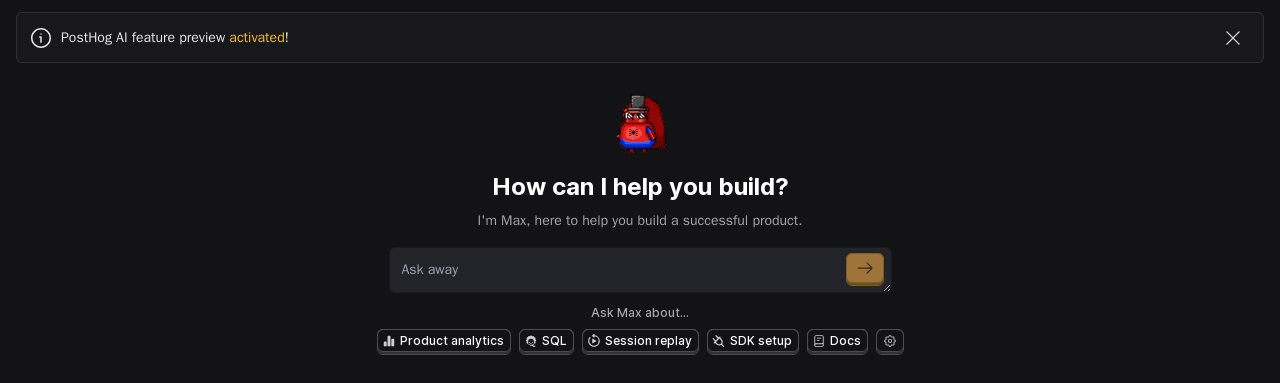 PostHog AI feature preview activated!
How can I help you build?
I'm Max, here to help you build a successful product.
Ask away
Ask Max about...
Product analytics SQL Session replay SDK setup Docs